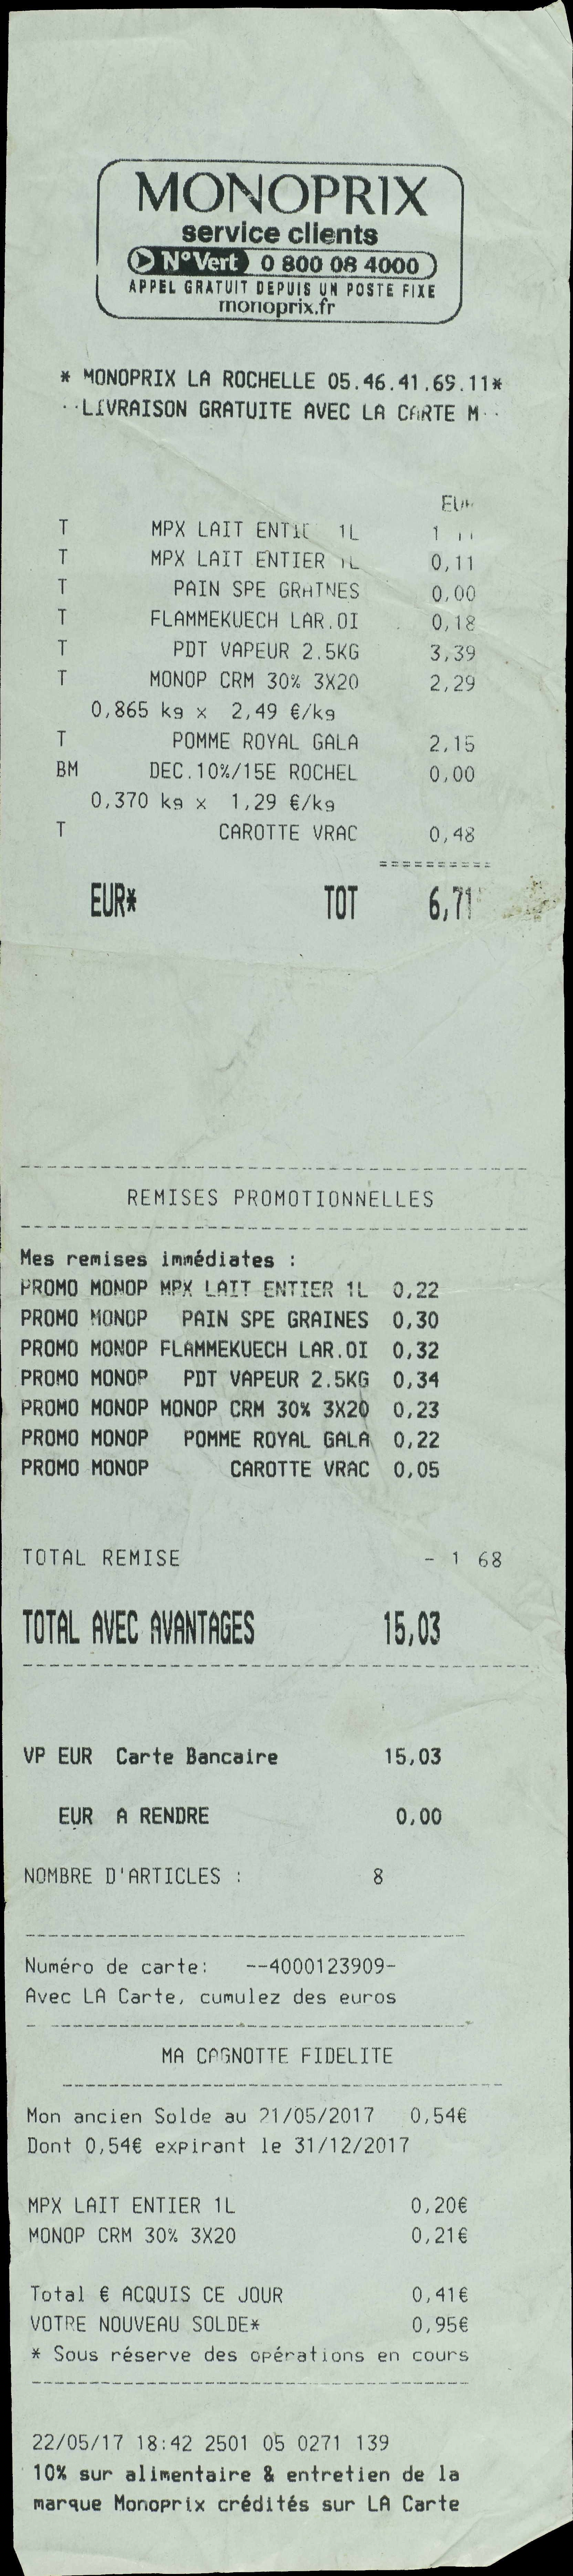 MONOPRIX
service clients
N°Vert 0 800 08 4000
APPEL GRATUIT DEPUIS UN POSTE FIXE
monoprix.fr
* MONOPRIX LA ROCHELLE 05.46.41.69.11*
··LIVRAISON GRATUITE AVEC LA CARTE M··
EUR
T MPX LAIT ENTIE 1L
T MPX LAIT ENTIER 1L 0,11
T PAIN SPE GRAINES 0,00
T FLAMMEKUECH LAR.OI 0,18
T PDT VAPEUR 2.5KG 3,39
T MONOP CRM 30% 3X20 2,29
0,865 kg x 2,49 €/kg
T POMME ROYAL GALA 2,15
BM DEC.10%/15E ROCHEL 0,00
0,370 kg x 1,29 €/kg
T CAROTTE VRAC 0,48
==========
EUR* TOT 6,71
REMISES PROMOTIONNELLES
Mes remises immédiates :
PROMO MONOP MPX LAIT ENTIER 1L 0,22
PROMO MONOP PAIN SPE GRAINES 0,30
PROMO MONOP FLAMMEKUECH LAR.OI 0,32
PROMO MONOP PDT VAPEUR 2.5KG 0,34
PROMO MONOP MONOP CRM 30% 3X20 0,23
PROMO MONOP POMME ROYAL GALA 0,22
PROMO MONOP CAROTTE VRAC 0,05
TOTAL REMISE - 1 68
TOTAL AVEC AVANTAGES 15,03
VP EUR Carte Bancaire 15,03
EUR A RENDRE 0,00
NOMBRE D'ARTICLES : 8
Numéro de carte: --4000123909-
Avec LA Carte, cumulez des euros
MA CAGNOTTE FIDELITE
Mon ancien Solde au 21/05/2017 0,54€
Dont 0,54€ expirant le 31/12/2017
MPX LAIT ENTIER 1L 0,20€
MONOP CRM 30% 3X20 0,21€
Total € ACQUIS CE JOUR 0,41€
VOTRE NOUVEAU SOLDE* 0,95€
* Sous réserve des opérations en cours
22/05/17 18:42 2501 05 0271 139
10% sur alimentaire & entretien de la
marque Monoprix crédités sur LA Carte